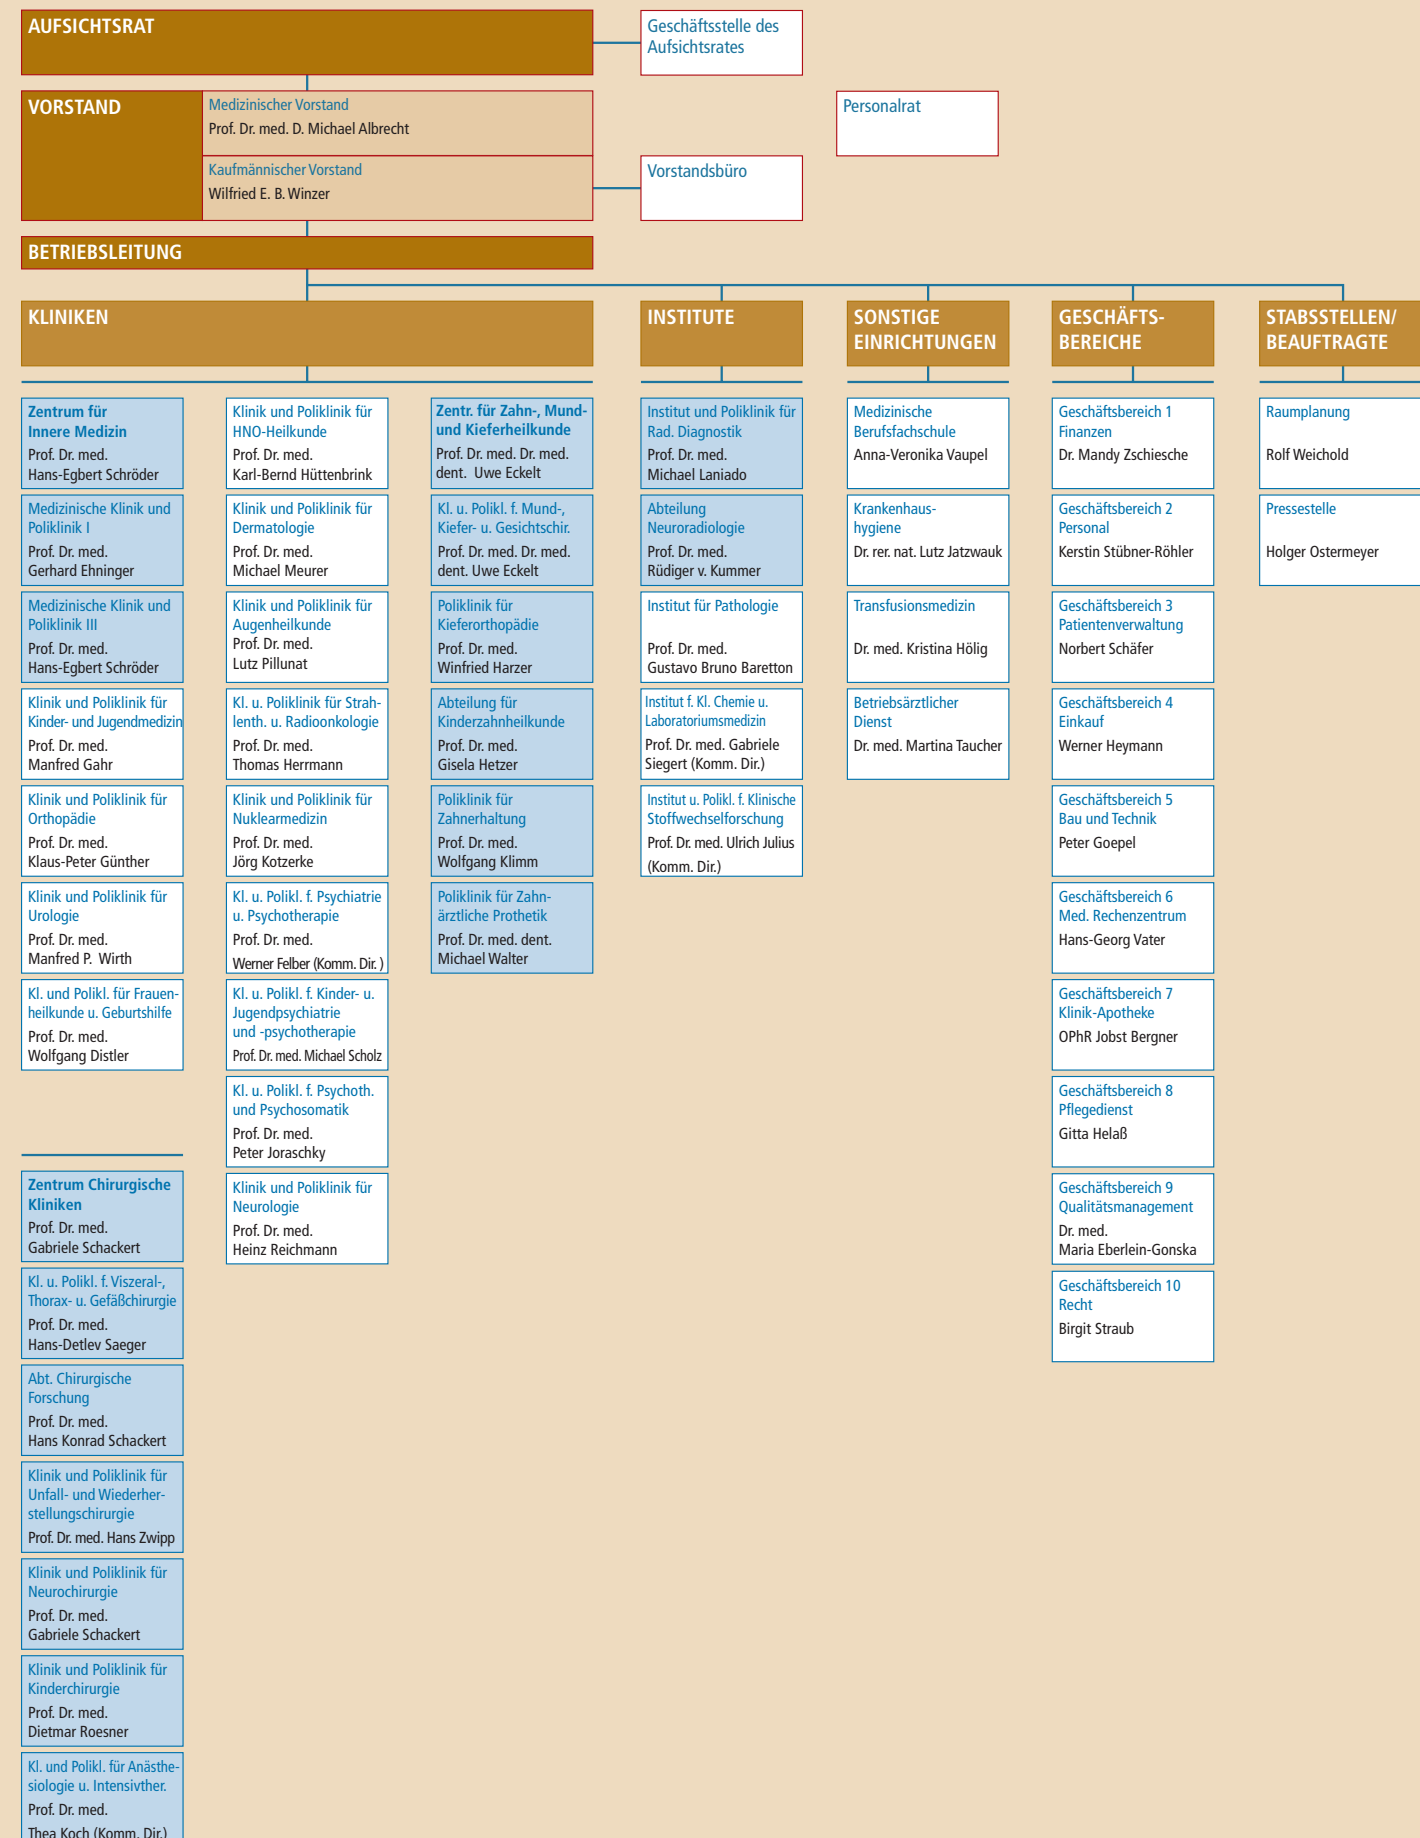 AUFSICHTSRAT
Geschäftsstelle des
Aufsichtsrates
VORSTAND
Medizinischer Vorstand
Prof. Dr. med. D. Michael Albrecht
Kaufmännischer Vorstand
Wilfried E. B. Winzer
Personalrat
Vorstandsbüro
BETRIEBSLEITUNG
KLINIKEN
INSTITUTE
SONSTIGE
EINRICHTUNGEN
GESCHÄFTS-
BEREICHE
STABSSTELLEN/
BEAUFTRAGTE
Zentrum für
Innere Medizin
Prof. Dr. med.
Hans-Egbert Schröder
Medizinische Klinik und
Poliklinik I
Prof. Dr. med.
Gerhard Ehninger
Medizinische Klinik und
Poliklinik III
Prof. Dr. med.
Hans-Egbert Schröder
Klinik und Poliklinik für
Kinder- und Jugendmedizin
Prof. Dr. med.
Manfred Gahr
Klinik und Poliklinik für
Orthopädie
Prof. Dr. med.
Klaus-Peter Günther
Klinik und Poliklinik für
Urologie
Prof. Dr. med.
Manfred P. Wirth
Kl. und Polikl. für Frauen-
heilkunde u. Geburtshilfe
Prof. Dr. med.
Wolfgang Distler
Zentrum Chirurgische
Kliniken
Prof. Dr. med.
Gabriele Schackert
Kl. u. Polikl. f. Viszeral-,
Thorax- u. Gefäßchirurgie
Prof. Dr. med.
Hans-Detlev Saeger
Abt. Chirurgische
Forschung
Prof. Dr. med.
Hans Konrad Schackert
Klinik und Poliklinik für
Unfall- und Wiederher-
stellungschirurgie
Prof. Dr. med. Hans Zwipp
Klinik und Poliklinik für
Neurochirurgie
Prof. Dr. med.
Gabriele Schackert
Klinik und Poliklinik für
Kinderchirurgie
Prof. Dr. med.
Dietmar Roesner
Kl. und Polikl. für Anästhe-
siologie u. Intensivther.
Prof. Dr. med.
Thea Koch (Komm. Dir.)
Klinik und Poliklinik für
HNO-Heilkunde
Prof. Dr. med.
Karl-Bernd Hüttenbrink
Klinik und Poliklinik für
Dermatologie
Prof. Dr. med.
Michael Meurer
Klinik und Poliklinik für
Augenheilkunde
Prof. Dr. med.
Lutz Pillunat
Kl. u. Poliklinik für Strah-
lenth. u. Radioonkologie
Prof. Dr. med.
Thomas Herrmann
Klinik und Poliklinik für
Nuklearmedizin
Prof. Dr. med.
Jörg Kotzerke
Kl. u. Polikl. f. Psychiatrie
u. Psychotherapie
Prof. Dr. med.
Werner Felber (Komm. Dir. )
Kl. u. Polikl. f. Kinder- u.
Jugendpsychiatrie
und -psychotherapie
Prof. Dr. med. Michael Scholz
Kl. u. Polikl. f. Psychoth.
und Psychosomatik
Prof. Dr. med.
Peter Joraschky
Klinik und Poliklinik für
Neurologie
Prof. Dr. med.
Heinz Reichmann
Zentr. für Zahn-, Mund-
und Kieferheilkunde
Prof. Dr. med. Dr. med.
dent. Uwe Eckelt
Kl. u. Polikl. f. Mund-,
Kiefer- u. Gesichtschir.
Prof. Dr. med. Dr. med.
dent. Uwe Eckelt
Poliklinik für
Kieferorthopädie
Prof. Dr. med.
Winfried Harzer
Abteilung für
Kinderzahnheilkunde
Prof. Dr. med.
Gisela Hetzer
Poliklinik für
Zahnerhaltung
Prof. Dr. med.
Wolfgang Klimm
Poliklinik für Zahn-
ärztliche Prothetik
Prof. Dr. med. dent.
Michael Walter
Institut und Poliklinik für
Rad. Diagnostik
Prof. Dr. med.
Michael Laniado
Abteilung
Neuroradiologie
Prof. Dr. med.
Rüdiger v. Kummer
Institut für Pathologie
Prof. Dr. med.
Gustavo Bruno Baretton
Institut f. Kl. Chemie u.
Laboratoriumsmedizin
Prof. Dr. med. Gabriele
Siegert (Komm. Dir.)
Institut u. Polikl. f. Klinische
Stoffwechselforschung
Prof. Dr. med. Ulrich Julius
(Komm. Dir.)
Medizinische
Berufsfachschule
Anna-Veronika Vaupel
Krankenhaus-
hygiene
Dr. rer. nat. Lutz Jatzwauk
Transfusionsmedizin
Dr. med. Kristina Hölig
Betriebsärztlicher
Dienst
Dr. med. Martina Taucher
Geschäftsbereich 1
Finanzen
Dr. Mandy Zschiesche
Geschäftsbereich 2
Personal
Kerstin Stübner-Röhler
Geschäftsbereich 3
Patientenverwaltung
Norbert Schäfer
Geschäftsbereich 4
Einkauf
Werner Heymann
Geschäftsbereich 5
Bau und Technik
Peter Goepel
Geschäftsbereich 6
Med. Rechenzentrum
Hans-Georg Vater
Geschäftsbereich 7
Klinik-Apotheke
OPhR Jobst Bergner
Geschäftsbereich 8
Pflegedienst
Gitta Helaß
Geschäftsbereich 9
Qualitätsmanagement
Dr. med.
Maria Eberlein-Gonska
Geschäftsbereich 10
Recht
Birgit Straub
Raumplanung
Rolf Weichold
Pressestelle
Holger Ostermeyer